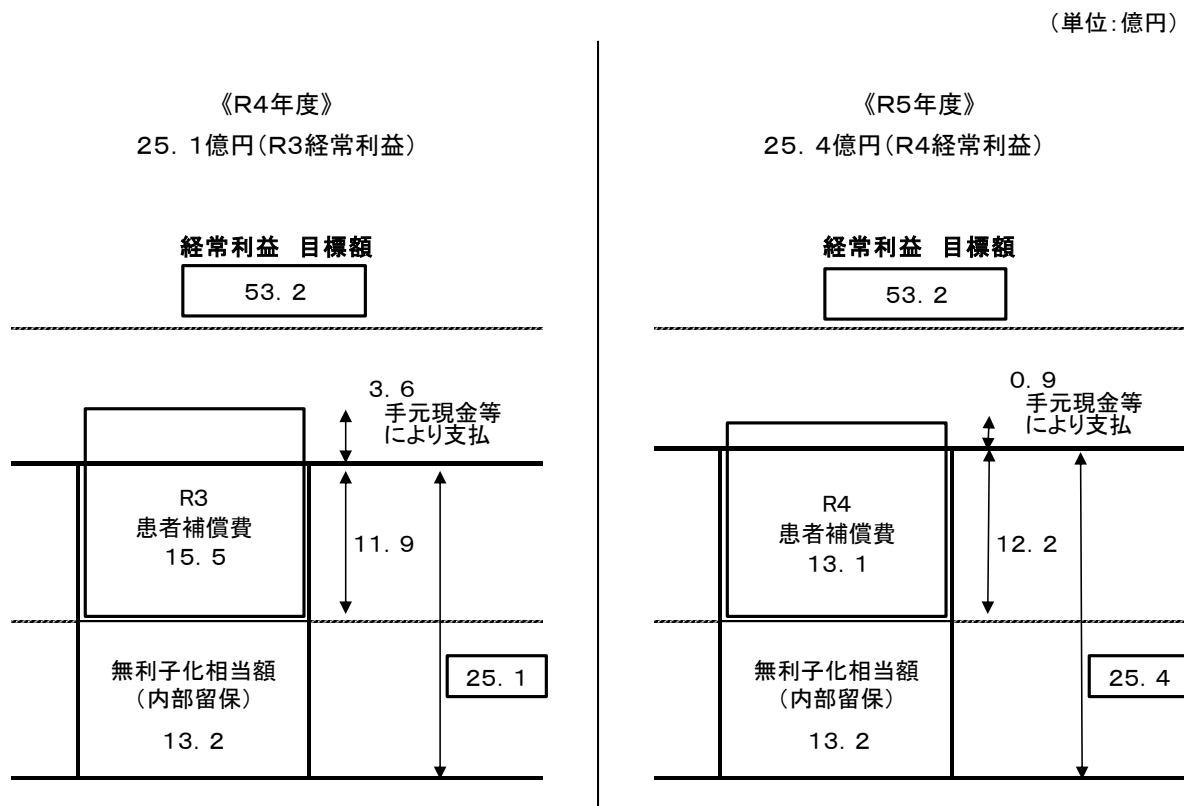 （単位：億円）
《R4年度》
25．1億円（R3経常利益）
経常利益　目標額
53．2
3．6
手元現金等
により支払
R3
患者補償費
15．5
11．9
無利子化相当額
（内部留保）
13．2
25．1
《R5年度》
25．4億円（R4経常利益）
経常利益　目標額
53．2
0．9
手元現金等
により支払
R4
患者補償費
13．1
12．2
無利子化相当額
（内部留保）
13．2
25．4